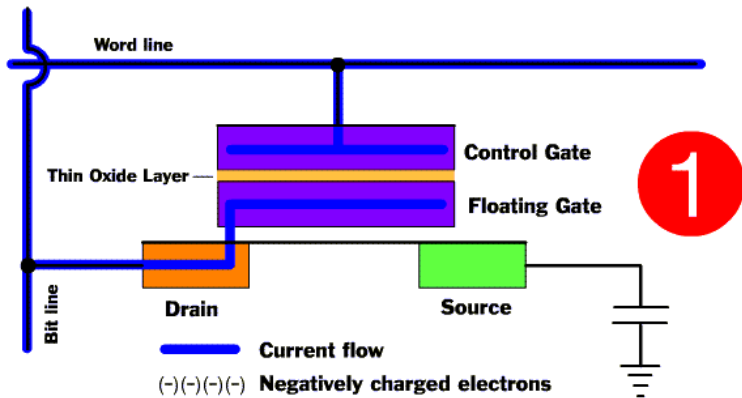 Word line
Control Gate
Thin Oxide Layer
1
Floating Gate
Bit line
Drain
Source
Current flow
(-)(-)(-)(-) Negatively charged electrons